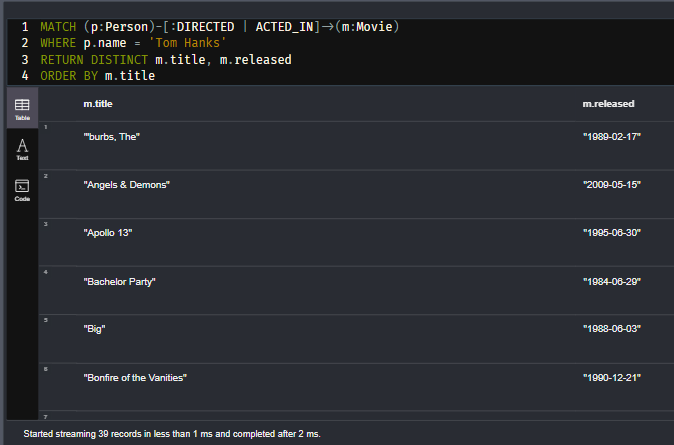 1 MATCH (p:Person)-[:DIRECTED | ACTED_IN]->(m:Movie)
2 WHERE p.name = 'Tom Hanks'
3 RETURN DISTINCT m.title, m.released
4 ORDER BY m.title
Table
Text
Code
m.title m.released
1
"'burbs, The" "1989-02-17"
2
"Angels & Demons" "2009-05-15"
3
"Apollo 13" "1995-06-30"
4
"Bachelor Party" "1984-06-29"
5
"Big" "1988-06-03"
6
"Bonfire of the Vanities" "1990-12-21"
7
Started streaming 39 records in less than 1 ms and completed after 2 ms.